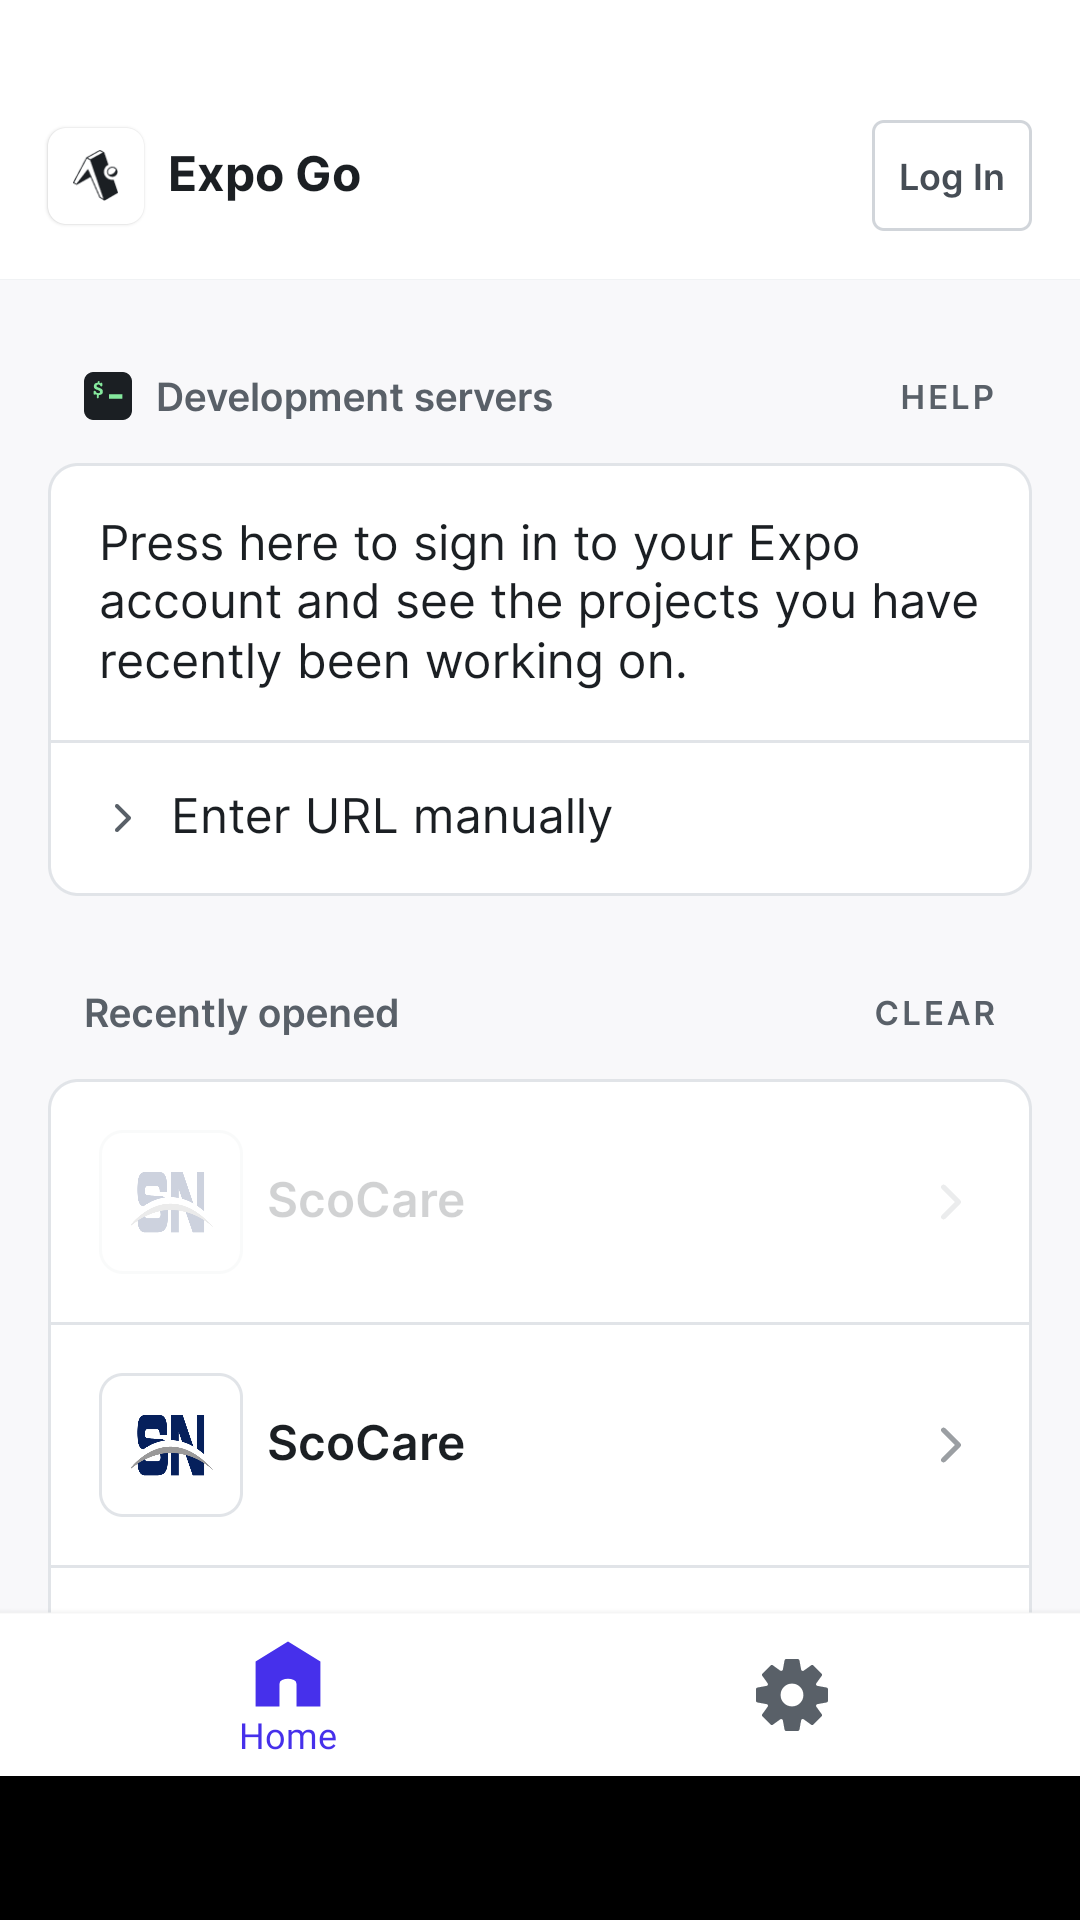 Expo Go
Log In
$
Development servers
HELP
Press here to sign in to your Expo
account and see the projects you have
recently been working on.
Enter URL manually
Recently opened
CLEAR
SN
ScoCare
SN
ScoCare
Home